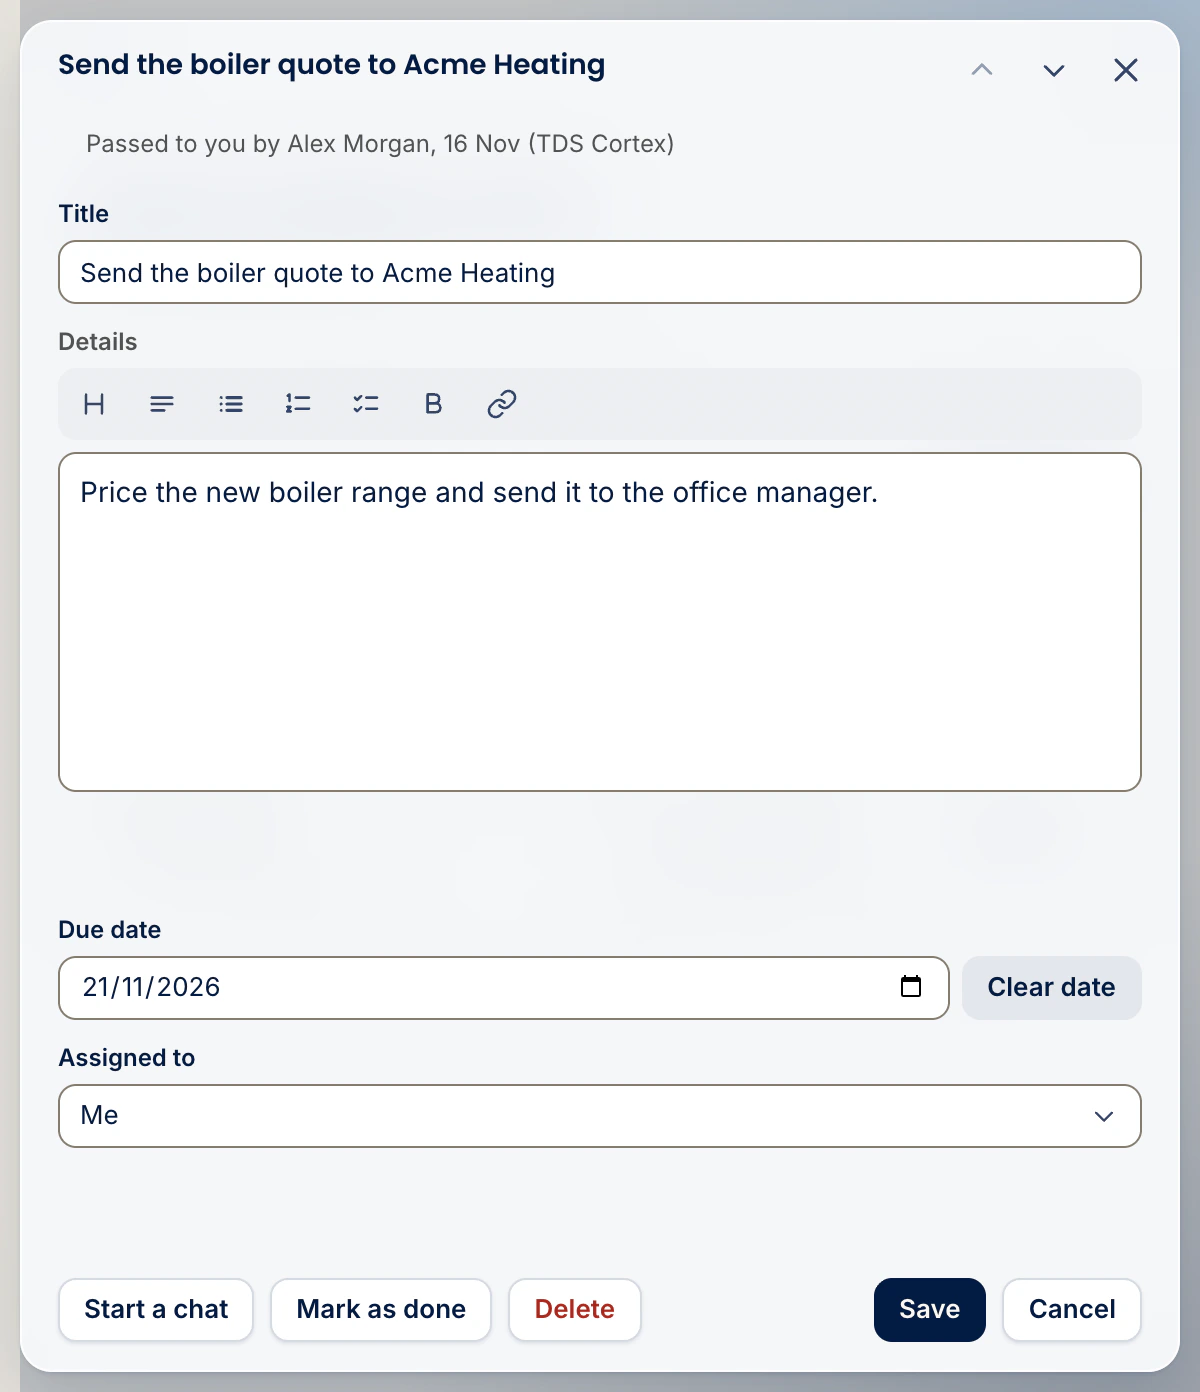 Send the boiler quote to Acme Heating
Passed to you by Alex Morgan, 16 Nov (TDS Cortex)
Title
Send the boiler quote to Acme Heating
Details
H
B
Price the new boiler range and send it to the office manager.
Due date
21/11/2026
Clear date
Assigned to
Me
Start a chat
Mark as done
Delete
Save
Cancel